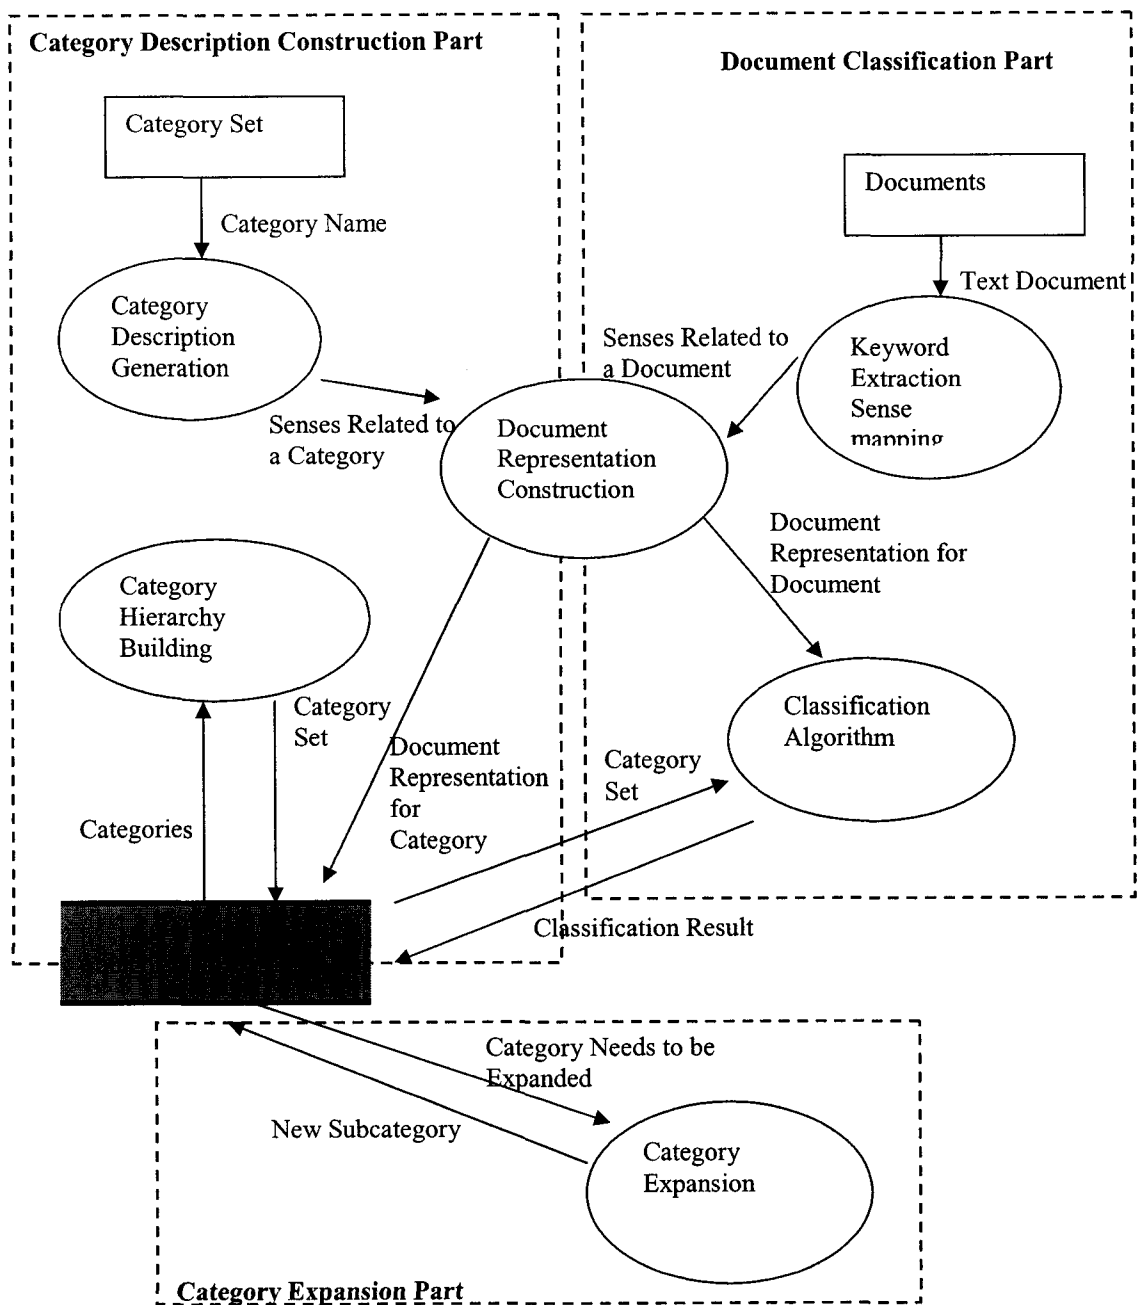 Category Description Construction Part
Document Classification Part
Category Set
Documents
Category Name
Text Document
Category
Description
Generation
Senses Related to
a Document
Keyword
Extraction
Sense
mapping
Senses Related to
a Category
Document
Representation
Construction
Document
Representation for
Document
Category
Hierarchy
Building
Category
Set
Document
Representation
for
Category
Classification
Algorithm
Category
Set
Categories
Classification Result
Category Needs to be
Expanded
New Subcategory
Category
Expansion
Category Expansion Part